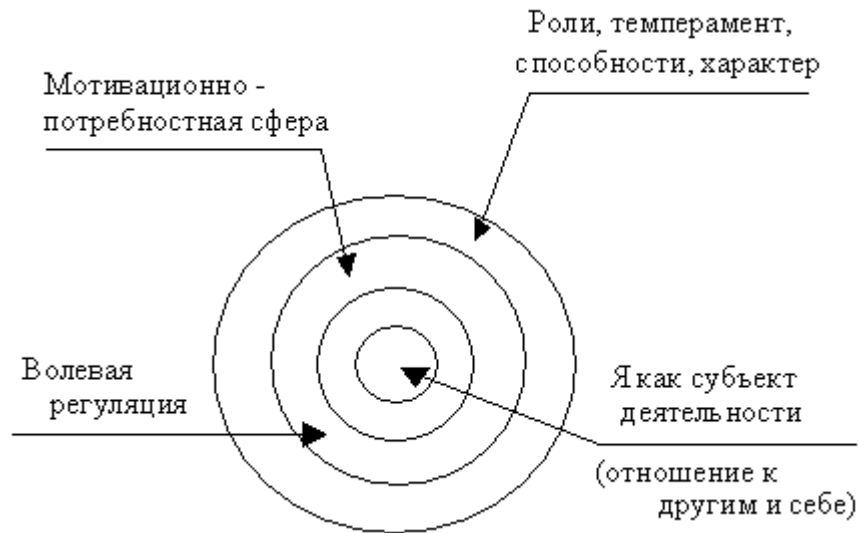 Роли, темперамент,
способности, характер
Мотивационно -
потребностная сфера
Волевая
регуляция
Я как субъект
деятельности
(отношение к
другим и себе)